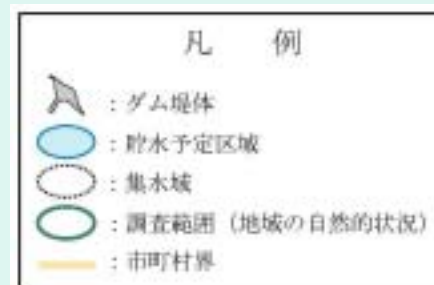 凡　例
：ダム堤体
：貯水予定区域
：集水域
：調査範囲（地域の自然的状況）
：市町村界